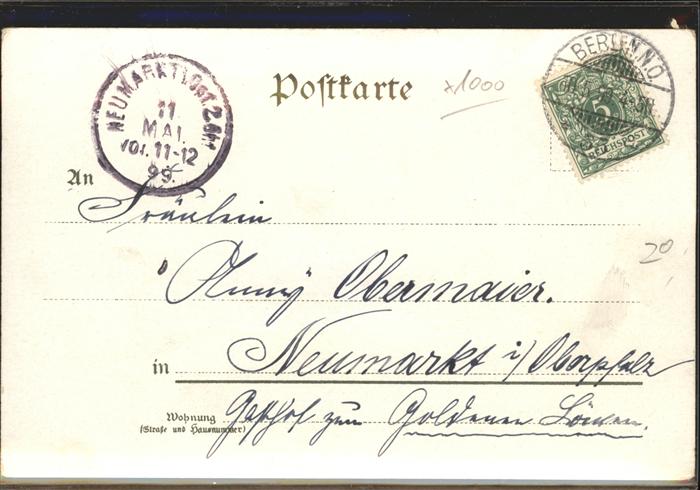 Postkarte
x1000
BERLIN.N.O
5
REICHSPOST
NEUMARKT
11
MAI.
11-12
99.
An
Fräulein
Anny Obermaier.
20
in Neumarkt i/Oberpfalz
Wohnung
(Straße und Hausnummer)
Gasthof zum Goldenen Löwen.